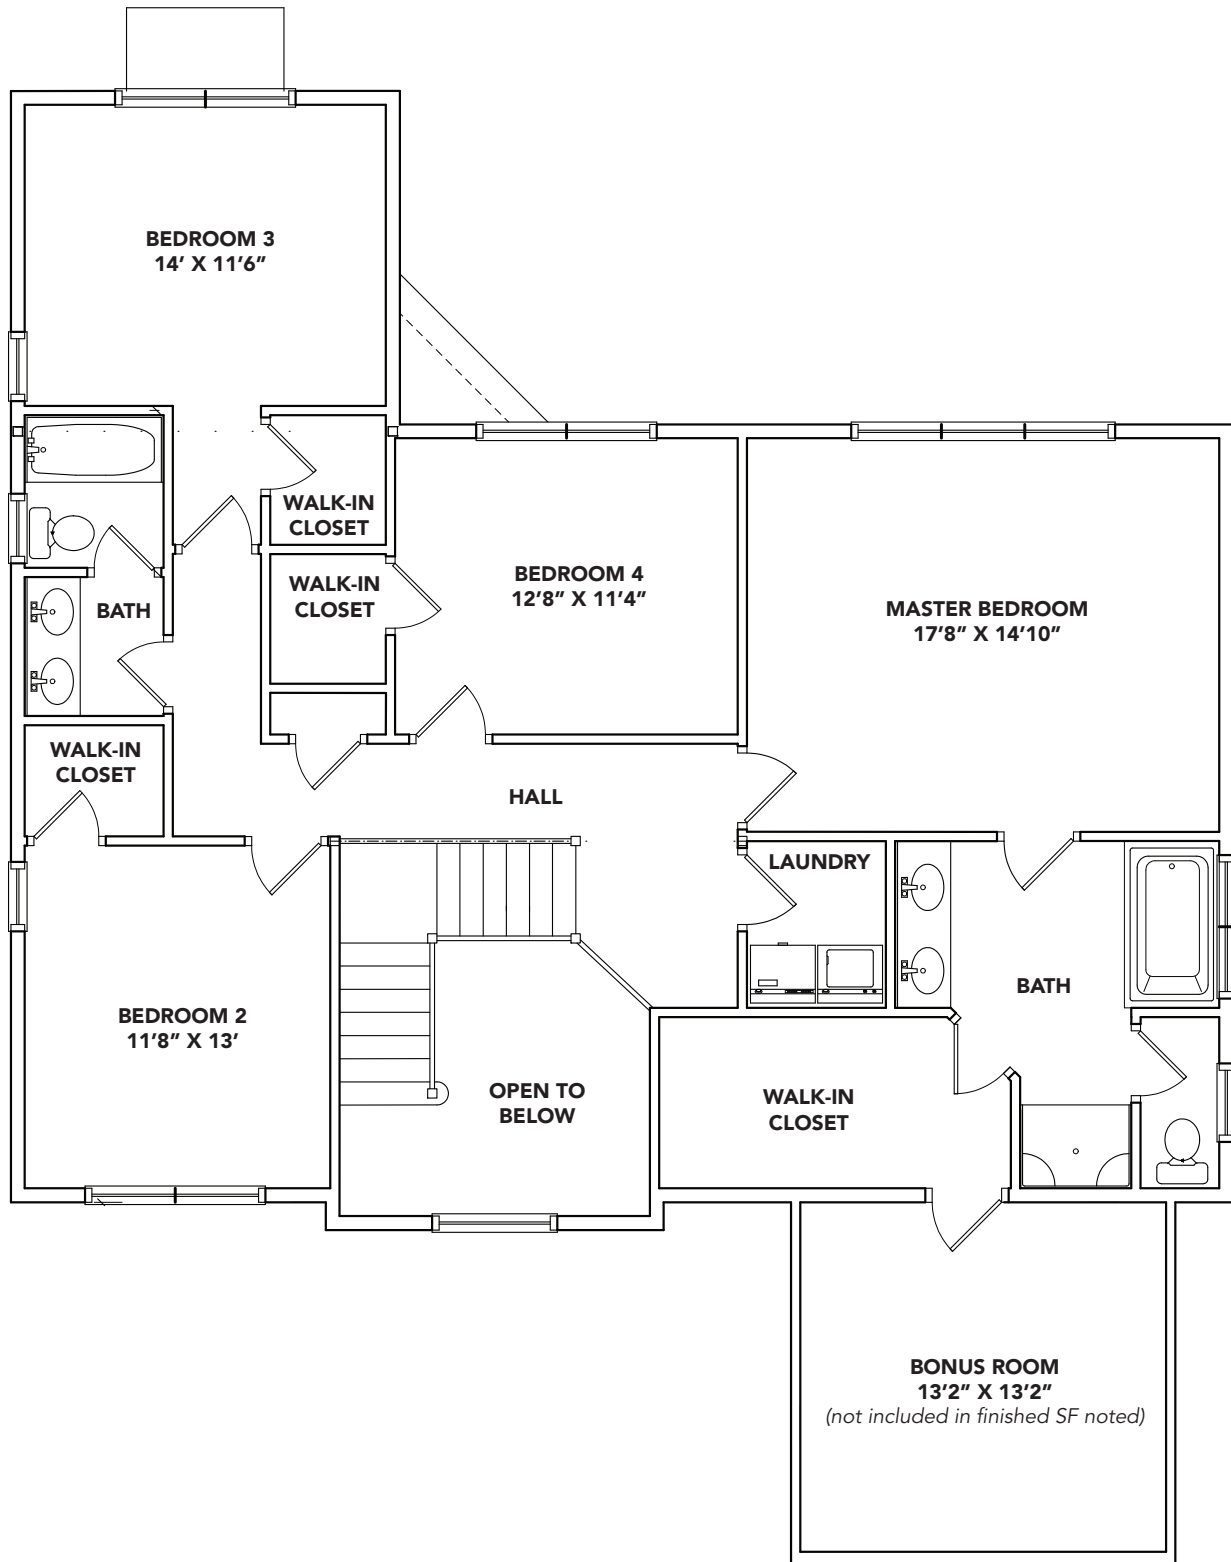 BEDROOM 3
14’ X 11’6”
WALK-IN
CLOSET
WALK-IN
CLOSET
BEDROOM 4
12’8” X 11’4”
MASTER BEDROOM
17’8” X 14’10”
BATH
WALK-IN
CLOSET
HALL
LAUNDRY
BATH
BEDROOM 2
11’8” X 13’
OPEN TO
BELOW
WALK-IN
CLOSET
BONUS ROOM
13’2” X 13’2”
(not included in finished SF noted)